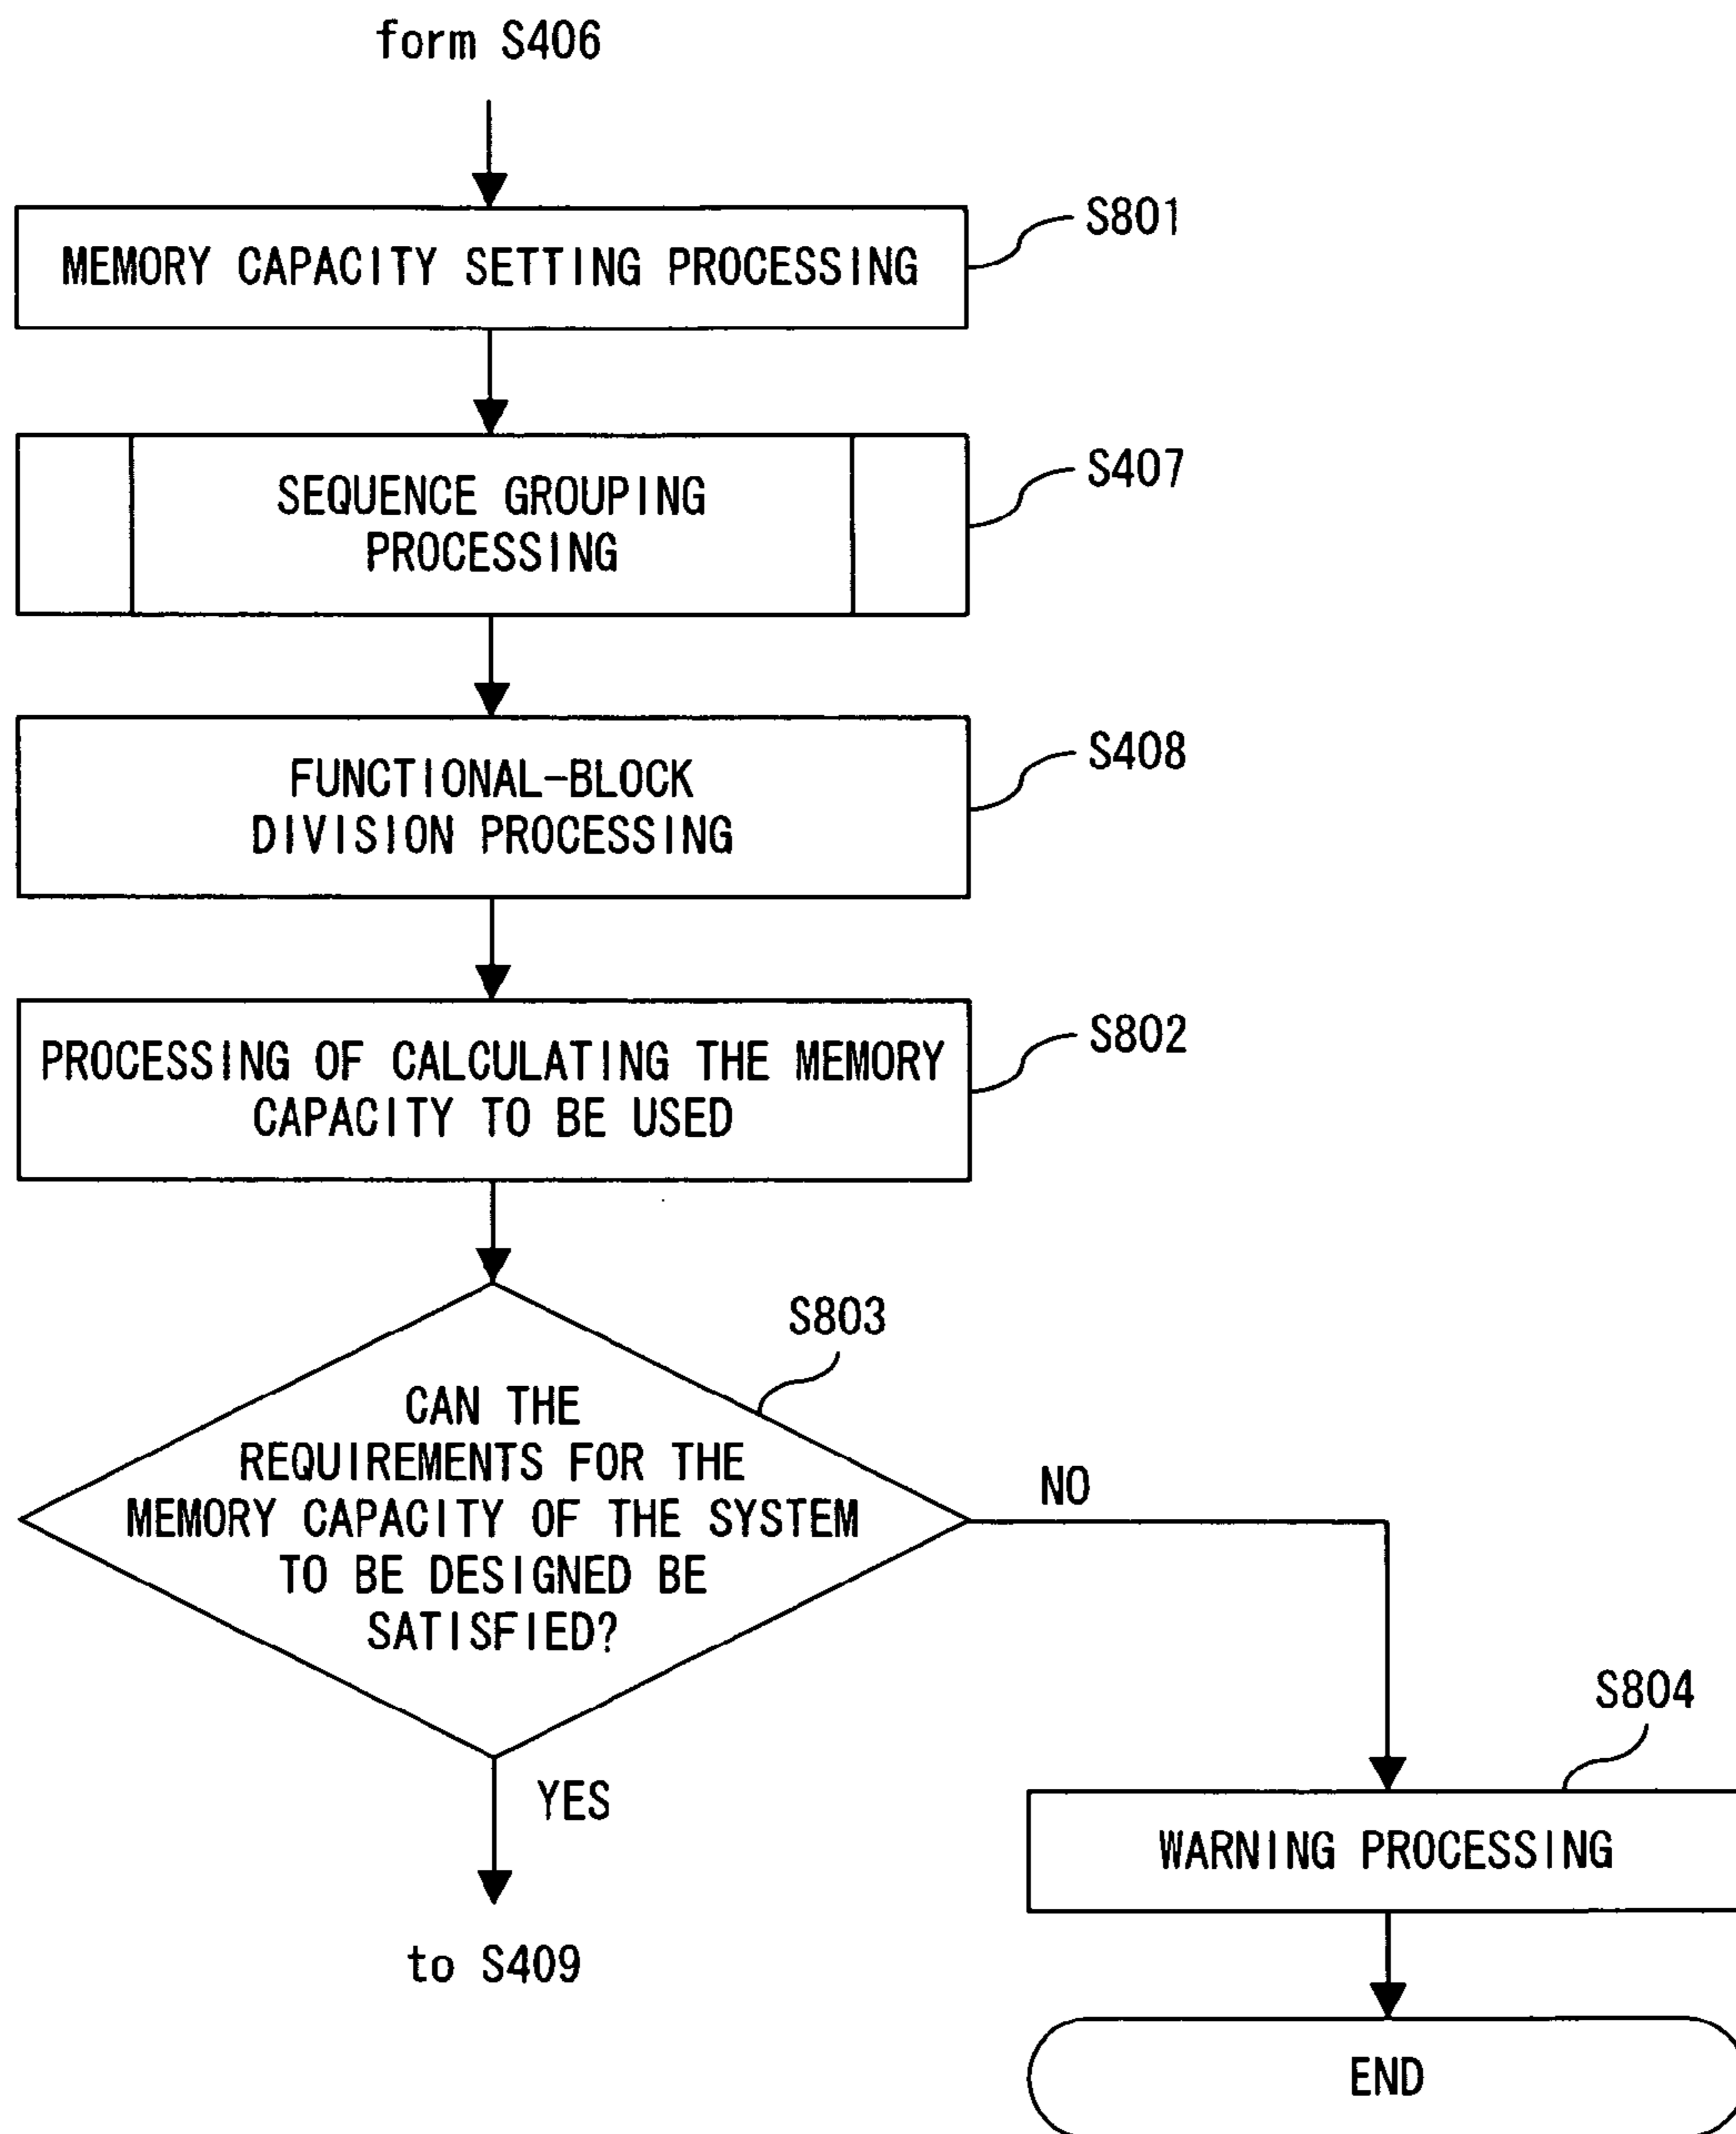 form S406
S801
MEMORY CAPACITY SETTING PROCESSING
S407
SEQUENCE GROUPING
PROCESSING
S408
FUNCTIONAL-BLOCK
DIVISION PROCESSING
S802
PROCESSING OF CALCULATING THE MEMORY
CAPACITY TO BE USED
S803
CAN THE
REQUIREMENTS FOR THE
MEMORY CAPACITY OF THE SYSTEM
TO BE DESIGNED BE
SATISFIED?
NO
YES
to S409
S804
WARNING PROCESSING
END